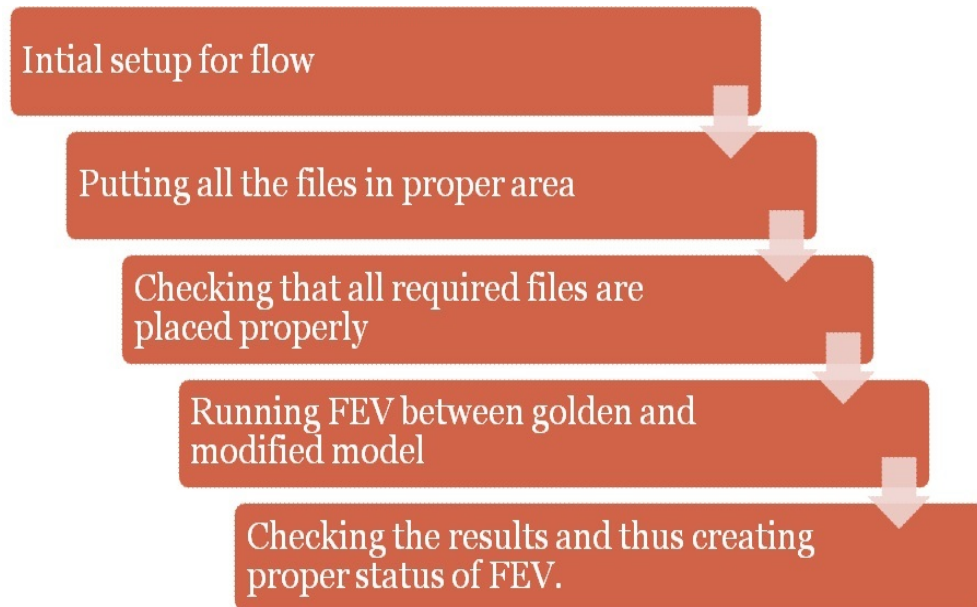 Intial setup for flow
Putting all the files in proper area
Checking that all required files are
placed properly
Running FEV between golden and
modified model
Checking the results and thus creating
proper status of FEV.